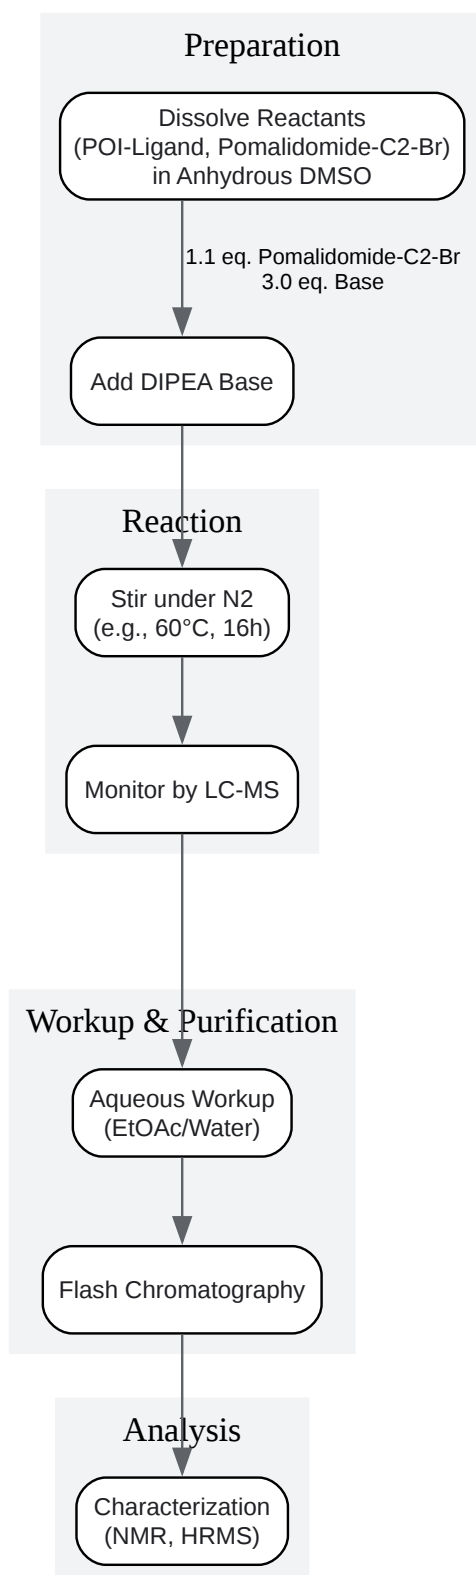 Preparation
Dissolve Reactants
(POI-Ligand, Pomalidomide-C2-Br)
in Anhydrous DMSO
1.1 eq. Pomalidomide-C2-Br
3.0 eq. Base
Add DIPEA Base
Reaction
Stir under N2
(e.g., 60°C, 16h)
Monitor by LC-MS
Workup & Purification
Aqueous Workup
(EtOAc/Water)
Flash Chromatography
Analysis
Characterization
(NMR, HRMS)